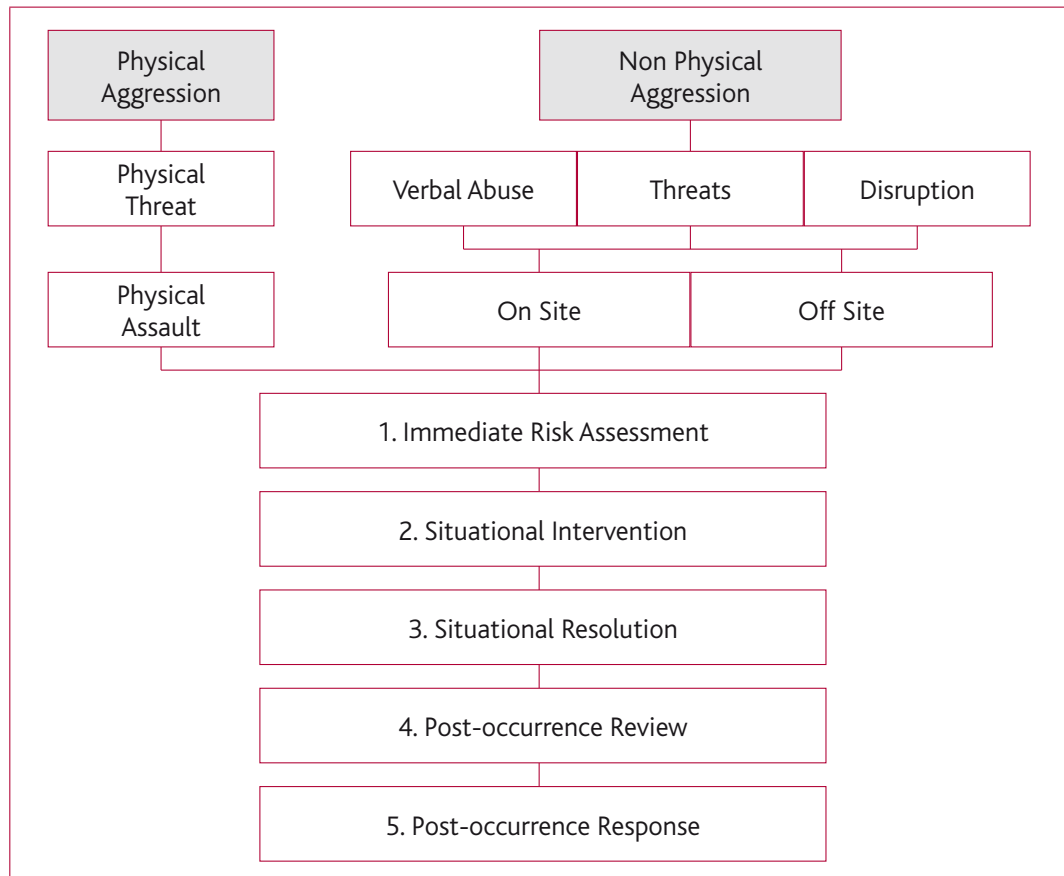 Physical
Aggression
Non Physical
Aggression
Physical
Threat
Verbal Abuse
Threats
Disruption
Physical
Assault
On Site
Off Site
1. Immediate Risk Assessment
2. Situational Intervention
3. Situational Resolution
4. Post-occurrence Review
5. Post-occurrence Response